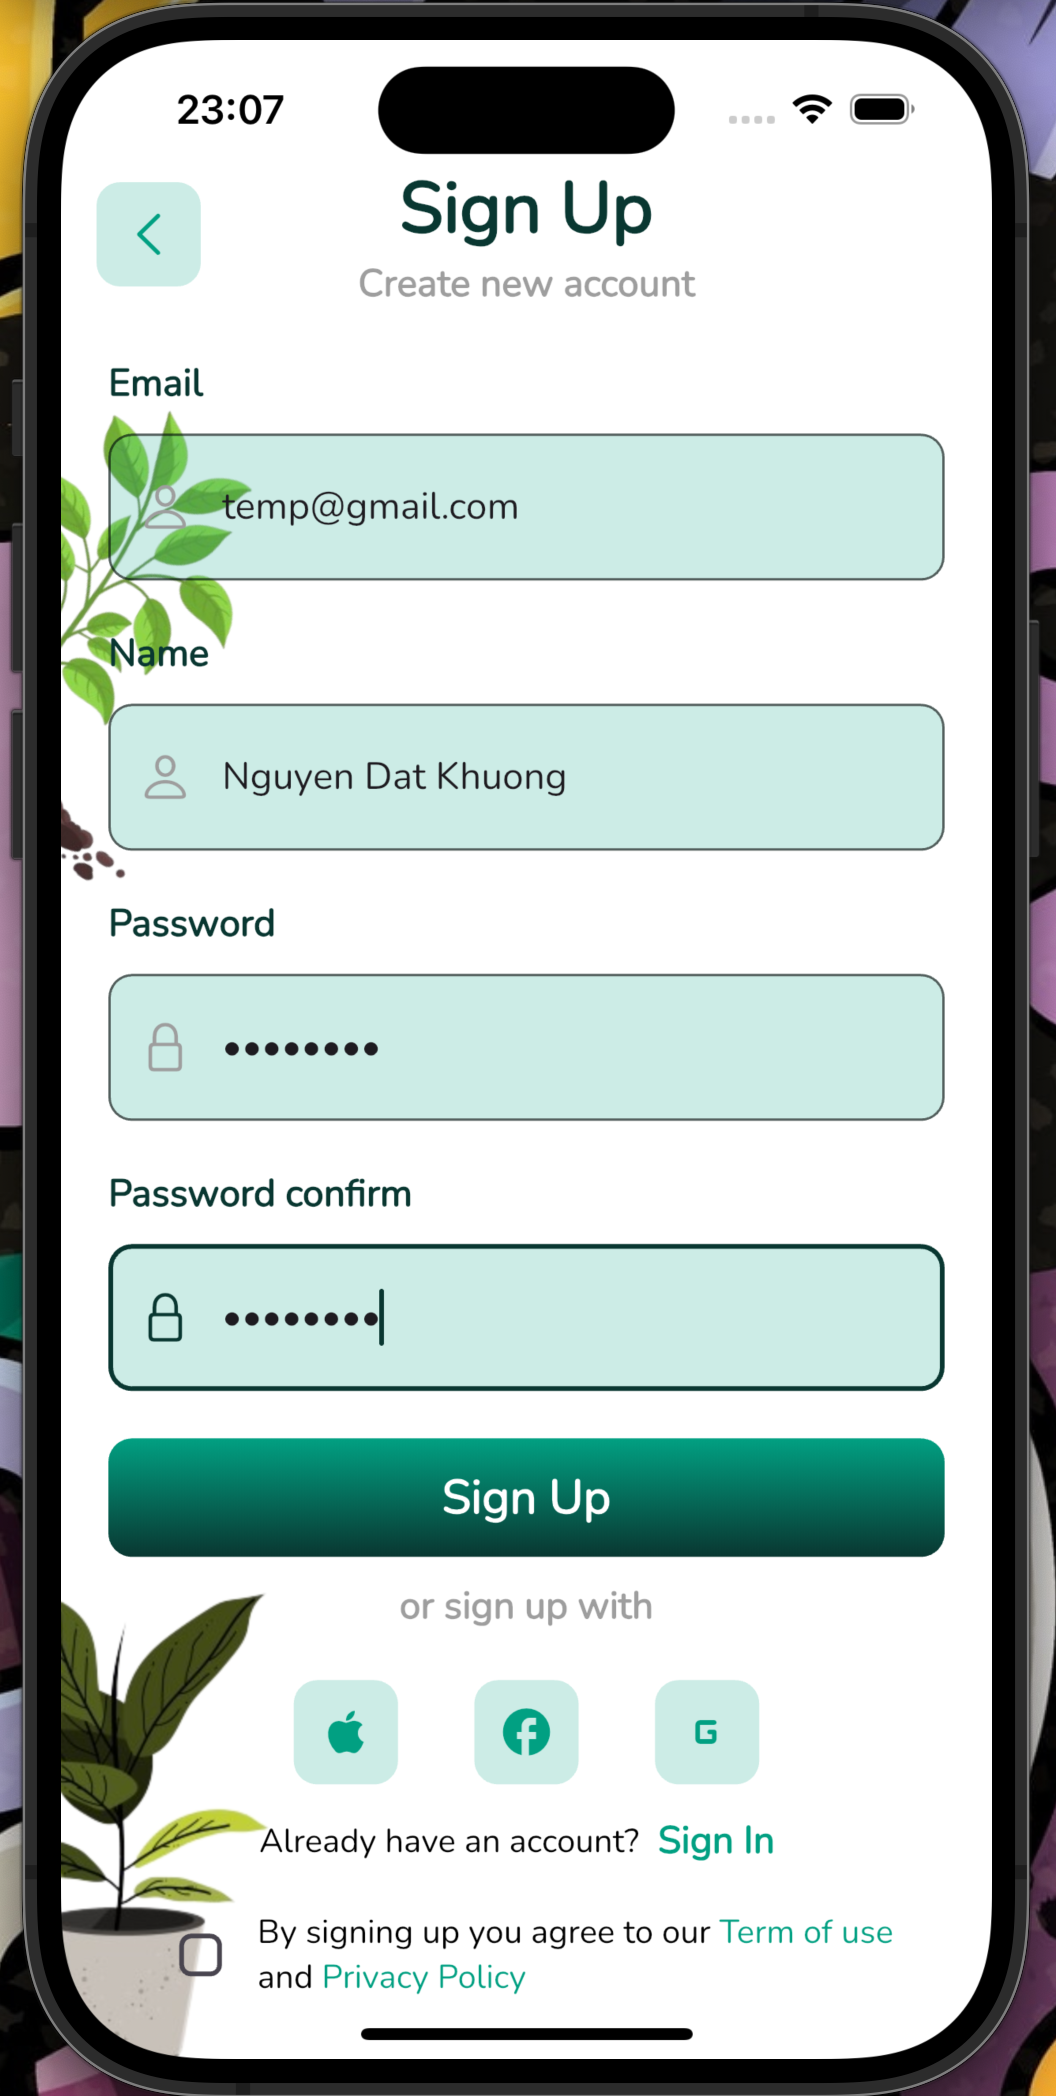 23:07
Sign Up
Create new account
Email
temp@gmail.com
Name
Nguyen Dat Khuong
Password
••••••••
Password confirm
••••••••
Sign Up
or sign up with
G
Already have an account? Sign In
By signing up you agree to our Term of use
and Privacy Policy